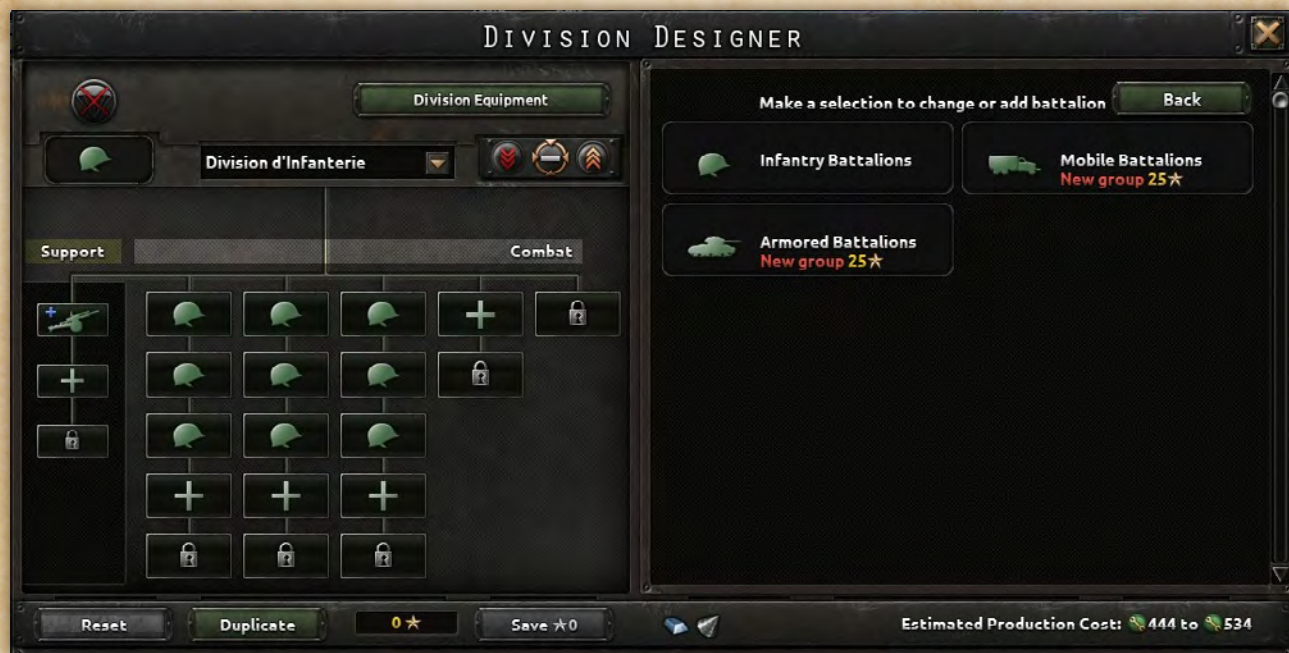 DIVISION DESIGNER
Division Equipment
Division d'Infanterie
Support
Combat
Make a selection to change or add battalion
Back
Infantry Battalions
Mobile Battalions
New group 25
Armored Battalions
New group 25
Reset
Duplicate
0
Save 0
Estimated Production Cost: 444 to 534